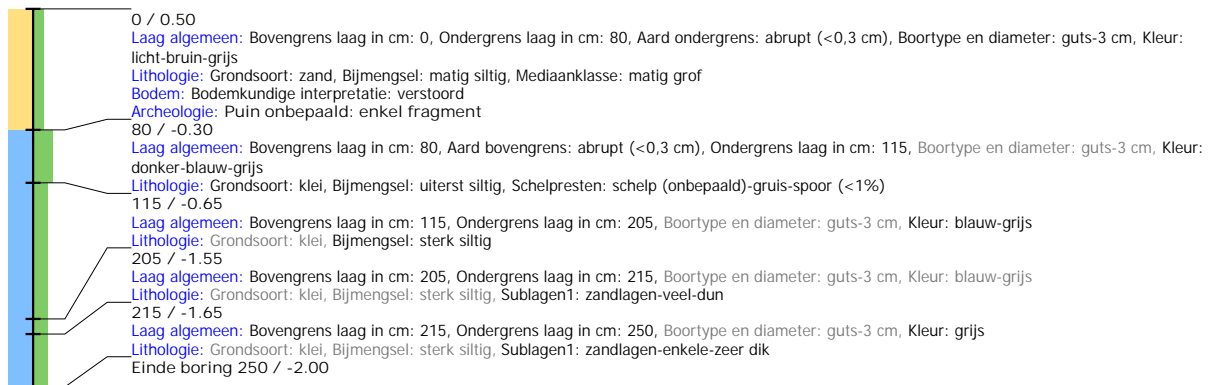 0 / 0.50
Laag algemeen: Bovengrens laag in cm: 0, Ondergrens laag in cm: 80, Aard ondergrens: abrupt (<0,3 cm), Boortype en diameter: guts-3 cm, Kleur:
licht-bruin-grijs
Lithologie: Grondsoort: zand, Bijmengsel: matig siltig, Mediaanklasse: matig grof
Bodem: Bodemkundige interpretatie: verstoord
Archeologie: Puin onbepaald: enkel fragment
80 / -0.30
Laag algemeen: Bovengrens laag in cm: 80, Aard bovengrens: abrupt (<0,3 cm), Ondergrens laag in cm: 115, Boortype en diameter: guts-3 cm, Kleur:
donker-blauw-grijs
Lithologie: Grondsoort: klei, Bijmengsel: uiterst siltig, Schelpresten: schelp (onbepaald)-gruis-spoor (<1%)
115 / -0.65
Laag algemeen: Bovengrens laag in cm: 115, Ondergrens laag in cm: 205, Boortype en diameter: guts-3 cm, Kleur: blauw-grijs
Lithologie: Grondsoort: klei, Bijmengsel: sterk siltig
205 / -1.55
Laag algemeen: Bovengrens laag in cm: 205, Ondergrens laag in cm: 215, Boortype en diameter: guts-3 cm, Kleur: blauw-grijs
Lithologie: Grondsoort: klei, Bijmengsel: sterk siltig, Sublagen1: zandlagen-veel-dun
215 / -1.65
Laag algemeen: Bovengrens laag in cm: 215, Ondergrens laag in cm: 250, Boortype en diameter: guts-3 cm, Kleur: grijs
Lithologie: Grondsoort: klei, Bijmengsel: sterk siltig, Sublagen1: zandlagen-enkele-zeer dik
Einde boring 250 / -2.00